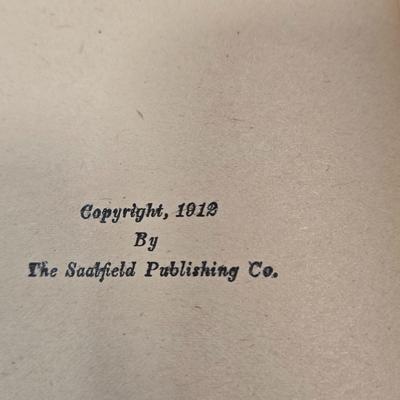 Copyright, 1912
By
The Saalfield Publishing Co.